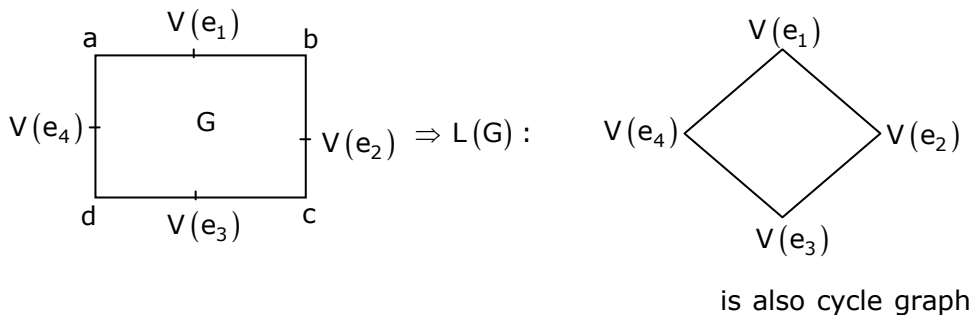 V(e₁)
a b
V(e₄) G V(e₂) ⇒ L(G) :
d c
V(e₃)
V(e₁)
V(e₄) V(e₂)
V(e₃)
is also cycle graph